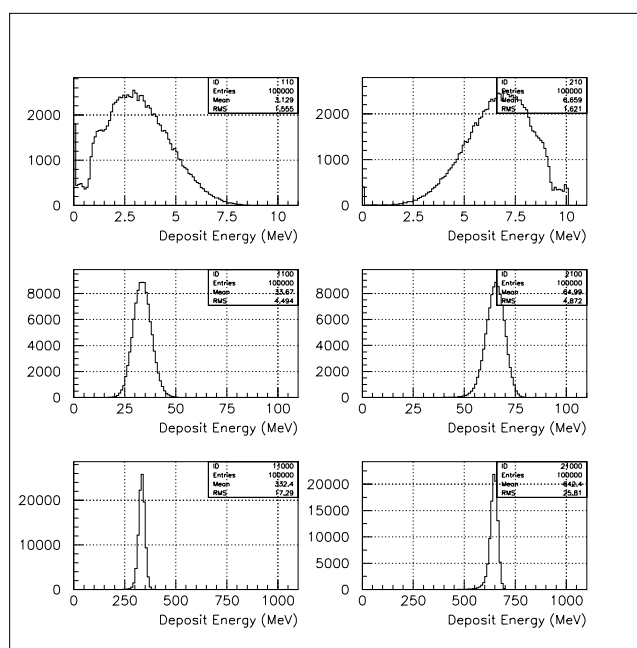 ID 110
Entries 100000
Mean 3.129
RMS 1.555
2000
1000
0
0 2.5 5 7.5 10
Deposit Energy (MeV)
ID 210
Entries 100000
Mean 6.659
RMS 1.621
2000
1000
0
0 2.5 5 7.5 10
Deposit Energy (MeV)
ID 1100
Entries 100000
Mean 33.67
RMS 4.494
8000
6000
4000
2000
0
0 25 50 75 100
Deposit Energy (MeV)
ID 2100
Entries 100000
Mean 64.99
RMS 4.872
8000
6000
4000
2000
0
0 25 50 75 100
Deposit Energy (MeV)
ID 11000
Entries 100000
Mean 332.4
RMS 17.29
20000
10000
0
0 250 500 750 1000
Deposit Energy (MeV)
ID 21000
Entries 100000
Mean 642.4
RMS 25.81
20000
15000
10000
5000
0
0 250 500 750 1000
Deposit Energy (MeV)